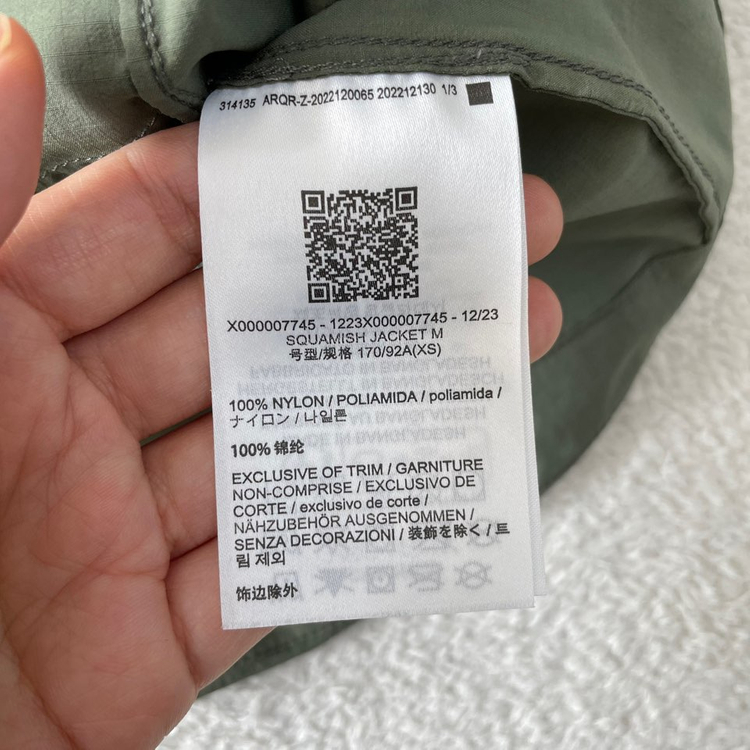 314135 ARQR-Z-2022120065 202212130 1/3
X000007745 - 1223X000007745 - 12/23
SQUAMISH JACKET M
号型/规格 170/92A(XS)
100% NYLON / POLIAMIDA / poliamida /
ナイロン / 나일론
100% 锦纶
EXCLUSIVE OF TRIM / GARNITURE
NON-COMPRISE / EXCLUSIVO DE
CORTE / exclusivo de corte /
NÄHZUBEHÖR AUSGENOMMEN /
SENZA DECORAZIONI / 装飾を除く / 트
림 제외
饰边除外